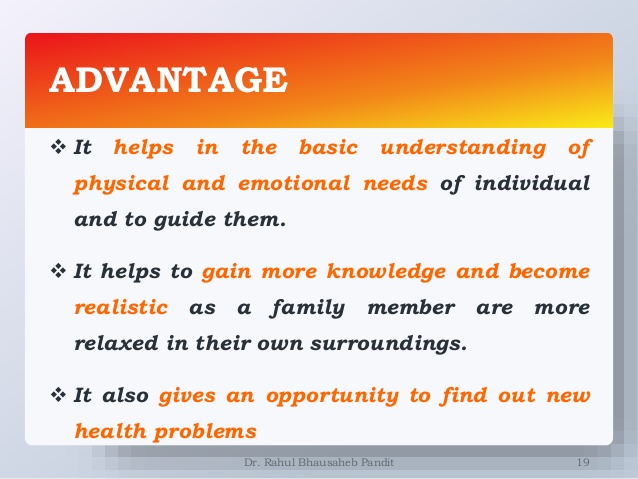 ADVANTAGE
❖ It helps in the basic understanding of
physical and emotional needs of individual
and to guide them.
❖ It helps to gain more knowledge and become
realistic as a family member are more
relaxed in their own surroundings.
❖ It also gives an opportunity to find out new
health problems
Dr. Rahul Bhausaheb Pandit 19